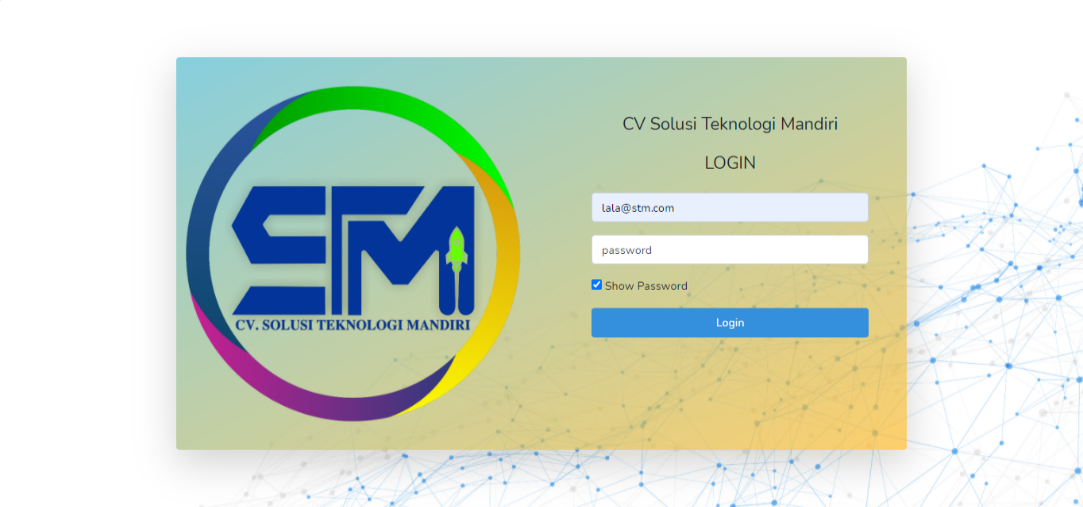 STM
CV. SOLUSI TEKNOLOGI MANDIRI
CV Solusi Teknologi Mandiri
LOGIN
lala@stm.com
password
Show Password
Login